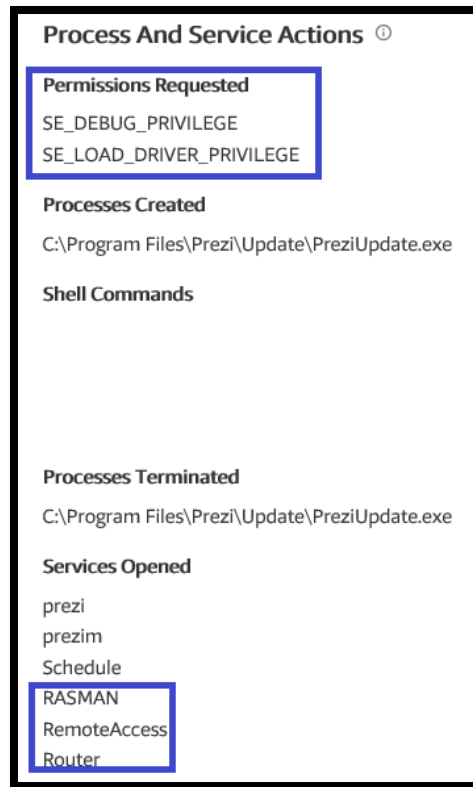 Process And Service Actions
Permissions Requested
SE_DEBUG_PRIVILEGE
SE_LOAD_DRIVER_PRIVILEGE
Processes Created
C:\Program Files\Prezi\Update\PreziUpdate.exe
Shell Commands
Processes Terminated
C:\Program Files\Prezi\Update\PreziUpdate.exe
Services Opened
prezi
prezim
Schedule
RASMAN
RemoteAccess
Router